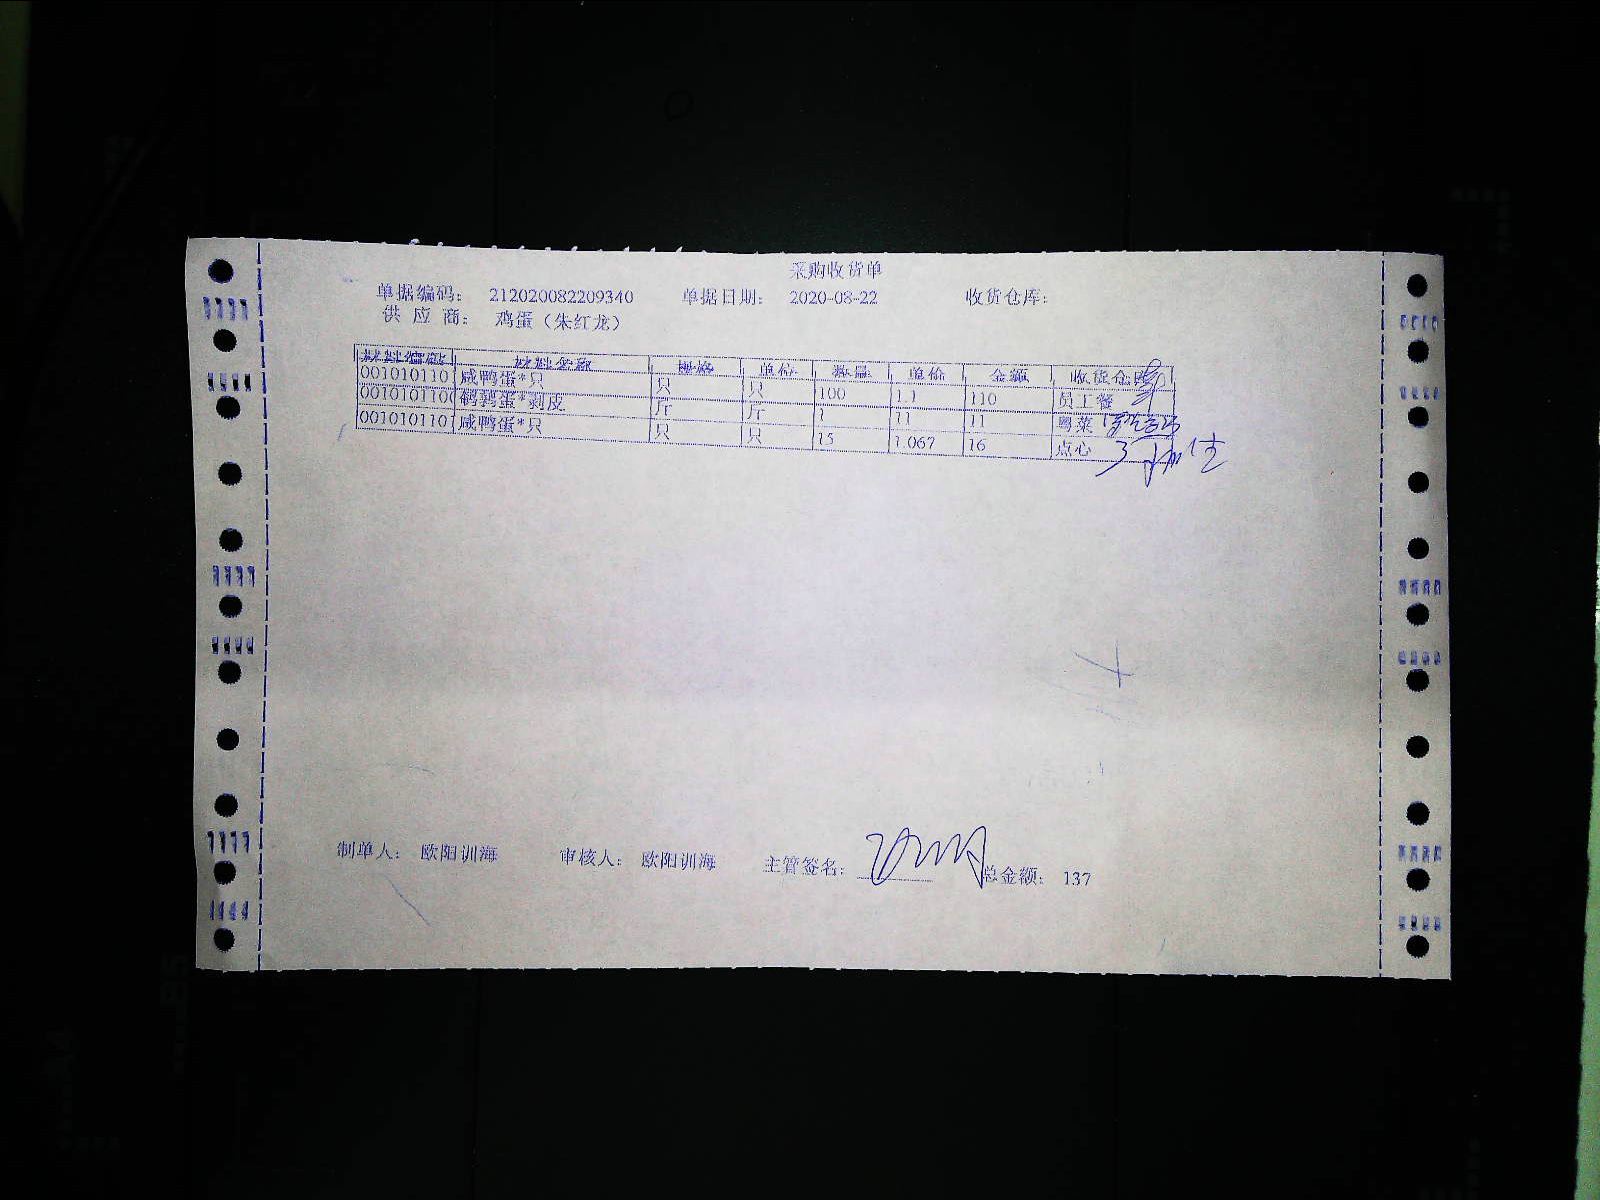 采购收货单
单据编码： 212020082209340 单据日期： 2020-08-22 收货仓库：
供 应 商： 鸡蛋（朱红龙）
材料编码 材料名称 规格 单位 数量 单价 金额 收货仓库
001010110 咸鸭蛋*只 只 只 100 1.1 110 员工餐
0010101100 鹌鹑蛋*剥皮 斤 斤 1 11 11 粤菜
001010110 咸鸭蛋*只 只 只 15 1.067 16 点心
制单人： 欧阳训海 审核人： 欧阳训海 主管签名： 总金额： 137